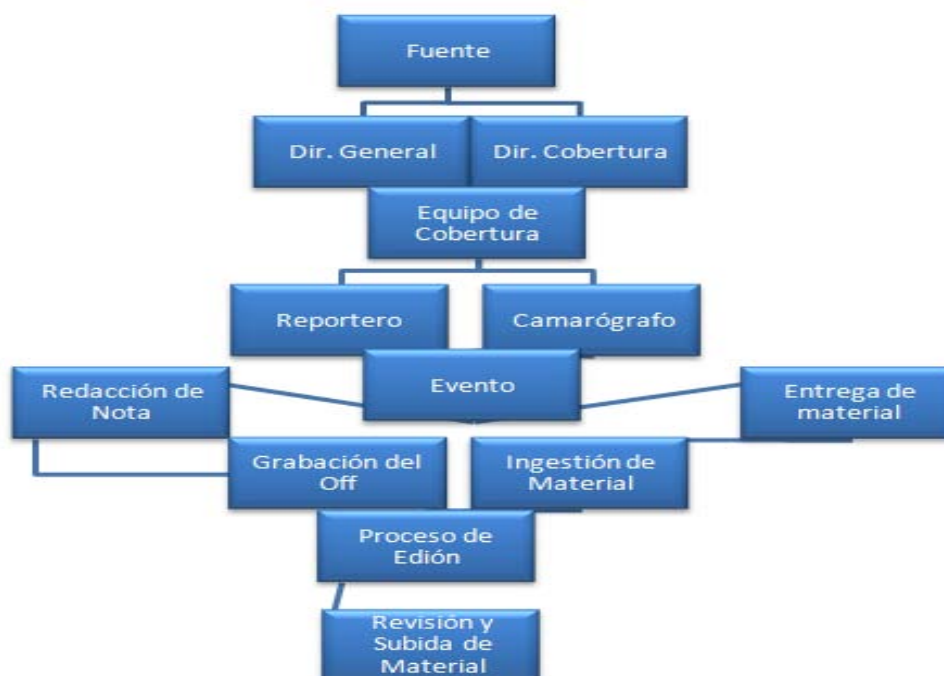 Fuente
Dir. General
Dir. Cobertura
Equipo de
Cobertura
Reportero
Camarógrafo
Evento
Redacción de
Nota
Entrega de
material
Grabación del
Off
Ingestión de
Material
Proceso de
Edión
Revisión y
Subida de
Material